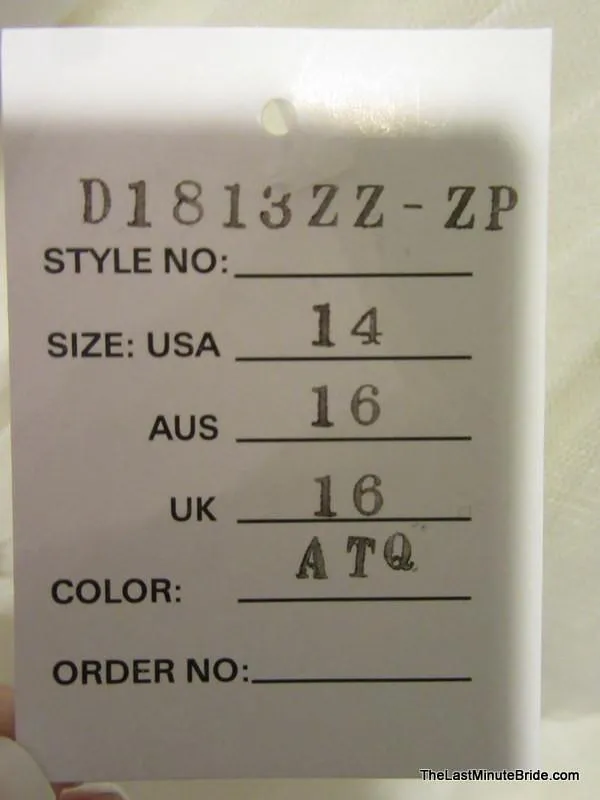 D1813ZZ-ZP
STYLE NO:
SIZE: USA 14
AUS 16
UK 16
COLOR: ATQ
ORDER NO:
TheLastMinuteBride.com